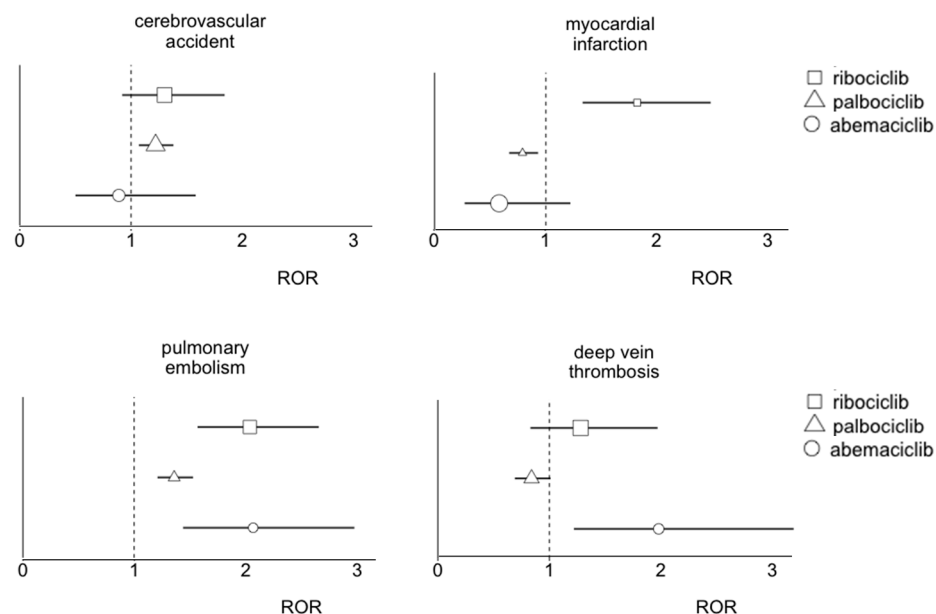 cerebrovascular
accident
0 1 2 3
ROR
myocardial
infarction
0 1 2 3
ROR
ribociclib
palbociclib
abemaciclib
pulmonary
embolism
0 1 2 3
ROR
deep vein
thrombosis
0 1 2 3
ROR
ribociclib
palbociclib
abemaciclib